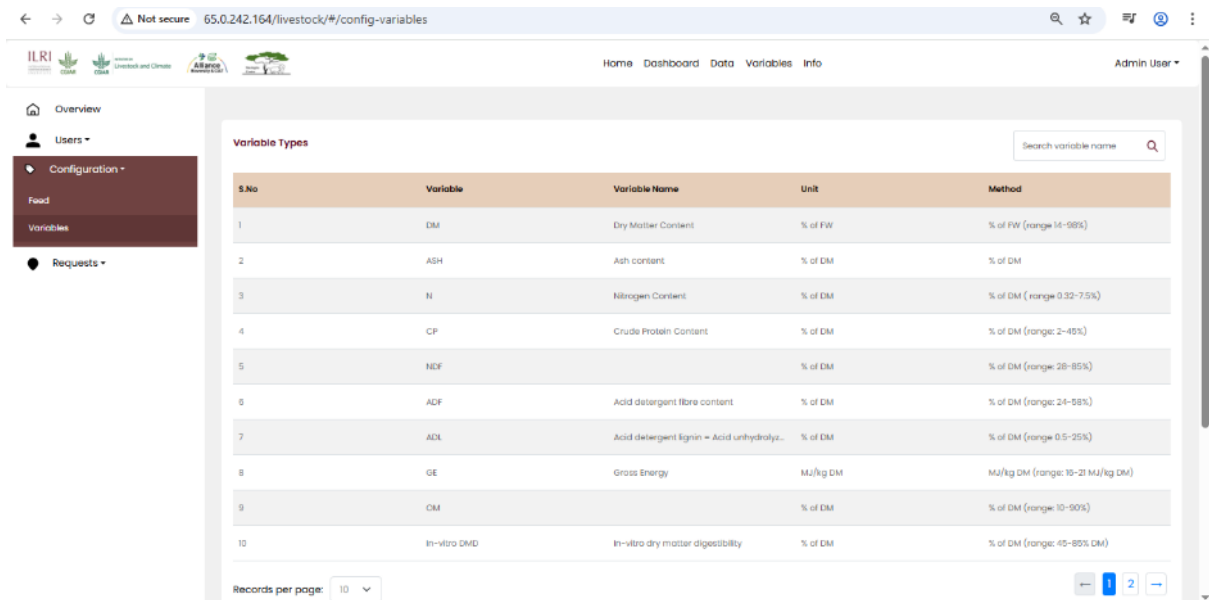 Not secure 65.0.242.164/livestock/#/config-variables
ILRI CGIAR CGIAR Livestock and Climate Alliance
Home Dashboard Data Variables Info Admin User
Overview
Users
Configuration
Feed
Variables
Requests
Variable Types Search variable name
S.No Variable Variable Name Unit Method
1 DM Dry Matter Content % of FW % of FW (range 14-98%)
2 ASH Ash content % of DM % of DM
3 N Nitrogen Content % of DM % of DM ( range 0.32-7.5%)
4 CP Crude Protein Content % of DM % of DM (range: 2-45%)
5 NDF % of DM % of DM (range: 28-85%)
6 ADF Acid detergent fibre content % of DM % of DM (range: 24-58%)
7 ADL Acid detergent lignin = Acid unhydrolyz... % of DM % of DM (range 0.5-25%)
8 GE Gross Energy MJ/kg DM MJ/kg DM (range: 16-21 MJ/kg DM)
9 OM % of DM % of DM (range: 10-90%)
10 In-vitro DMD In-vitro dry matter digestibility % of DM % of DM (range: 45-85% DM)
Records per page: 10 ← 1 2 →